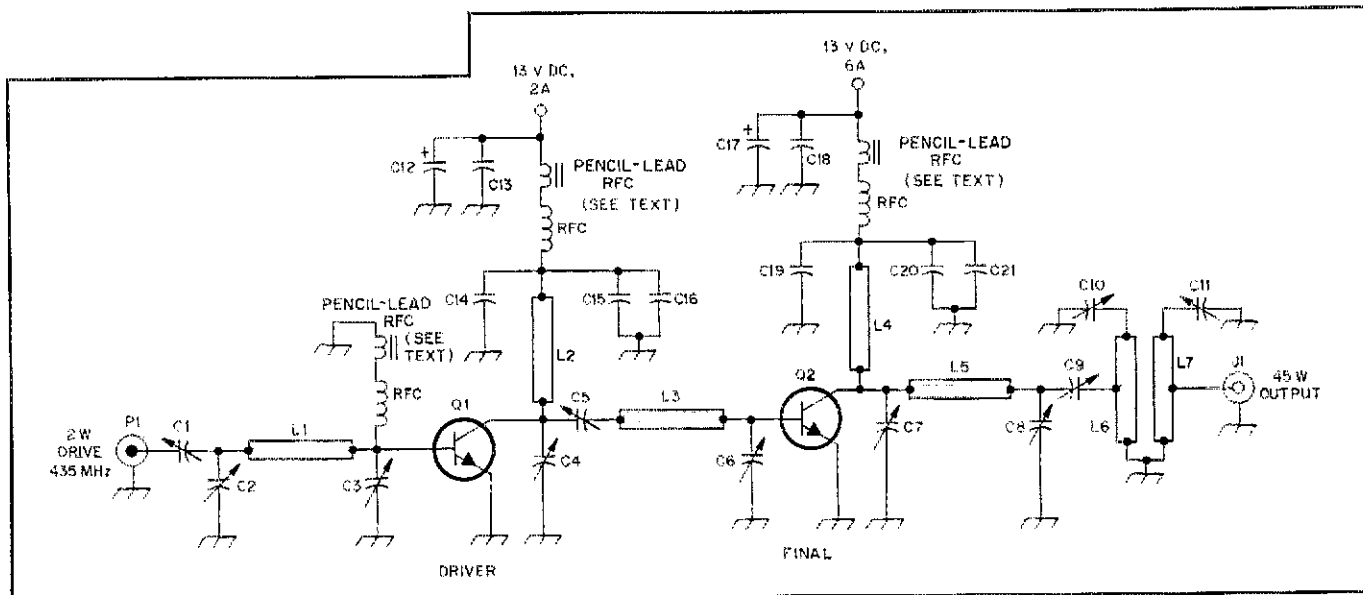 13 V DC,
2A
13 V DC,
6A
C12
+
C13
PENCIL-LEAD
RFC
(SEE TEXT)
RFC
C17
+
C18
PENCIL-LEAD
RFC
(SEE TEXT)
RFC
C14
C15
C16
C19
C20
C21
PENCIL-LEAD
RFC
(SEE
TEXT)
RFC
L2
L4
C10
C11
P1
2 W
DRIVE
435 MHz
C1
C2
L1
C3
Q1
C4
C5
L3
C6
Q2
C7
L5
C8
C9
L6
L7
J1
45 W
OUTPUT
DRIVER
FINAL